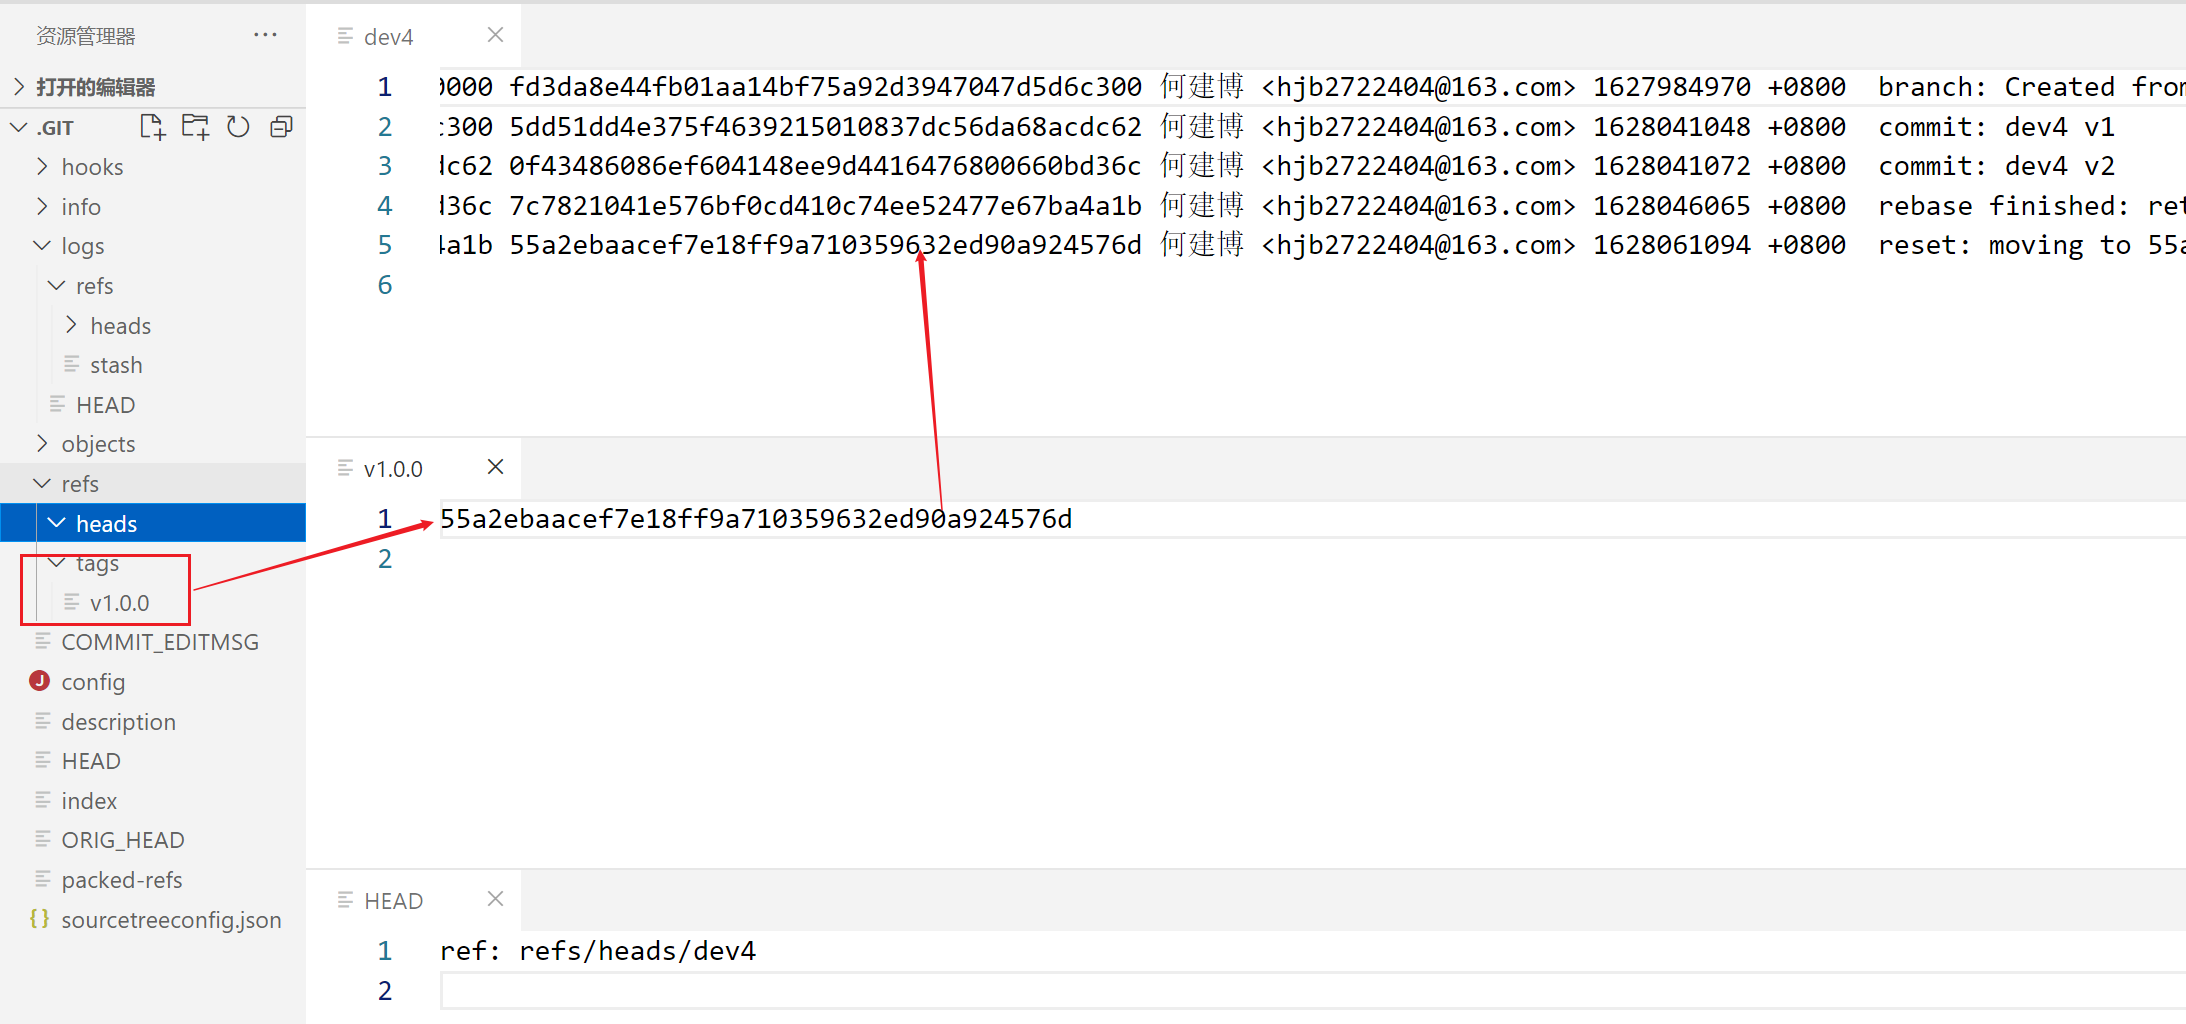 资源管理器
打开的编辑器
.GIT
hooks
info
logs
refs
heads
stash
HEAD
objects
refs
heads
tags
v1.0.0
COMMIT_EDITMSG
config
description
HEAD
index
ORIG_HEAD
packed-refs
sourcetreeconfig.json
dev4
1 0000 fd3da8e44fb01aa14bf75a92d3947047d5d6c300 何建博 <hjb2722404@163.com> 1627984970 +0800 branch: Created from
2 c300 5dd51dd4e375f4639215010837dc56da68acdc62 何建博 <hjb2722404@163.com> 1628041048 +0800 commit: dev4 v1
3 dc62 0f43486086ef604148ee9d4416476800660bd36c 何建博 <hjb2722404@163.com> 1628041072 +0800 commit: dev4 v2
4 d36c 7c7821041e576bf0cd410c74ee52477e67ba4a1b 何建博 <hjb2722404@163.com> 1628046065 +0800 rebase finished: ret
5 4a1b 55a2ebaacef7e18ff9a710359632ed90a924576d 何建博 <hjb2722404@163.com> 1628061094 +0800 reset: moving to 55a
6
v1.0.0
1 55a2ebaacef7e18ff9a710359632ed90a924576d
2
HEAD
1 ref: refs/heads/dev4
2